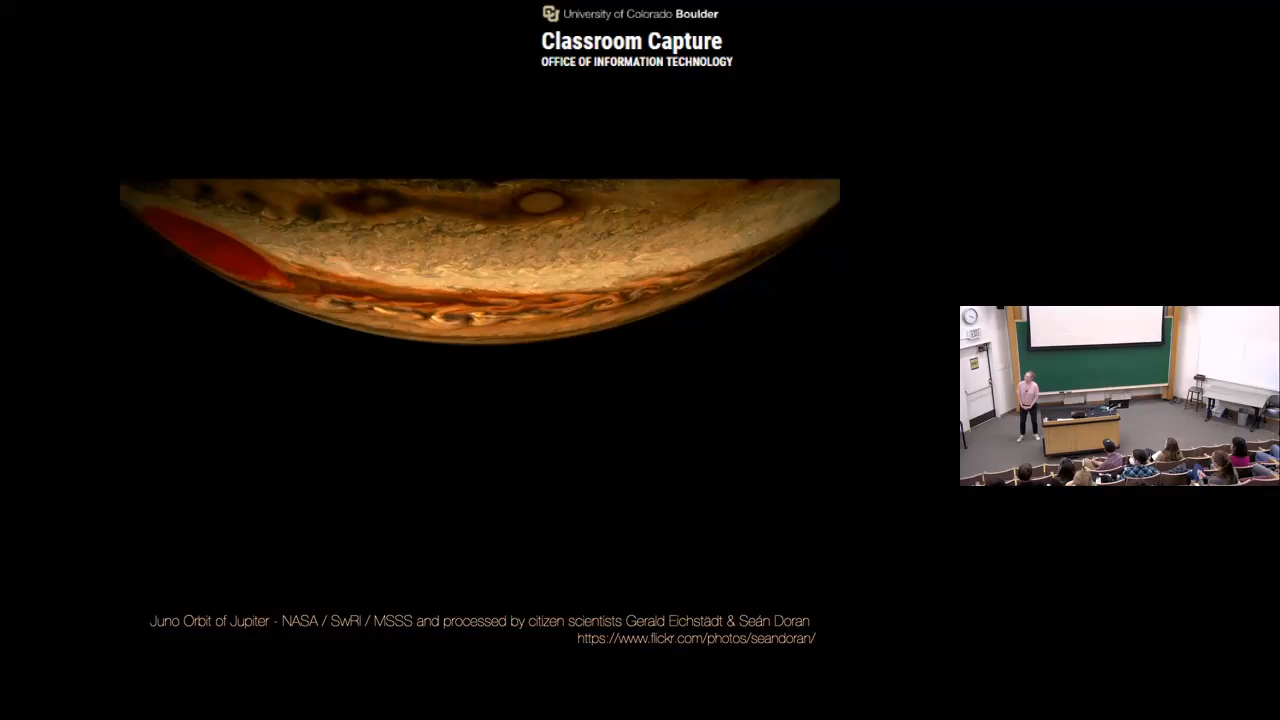 University of Colorado Boulder
Classroom Capture
OFFICE OF INFORMATION TECHNOLOGY
EXIT
Juno Orbit of Jupiter - NASA / SwRI / MSSS and processed by citizen scientists Gerald Eichstädt & Seán Doran
https://www.flickr.com/photos/seandoran/